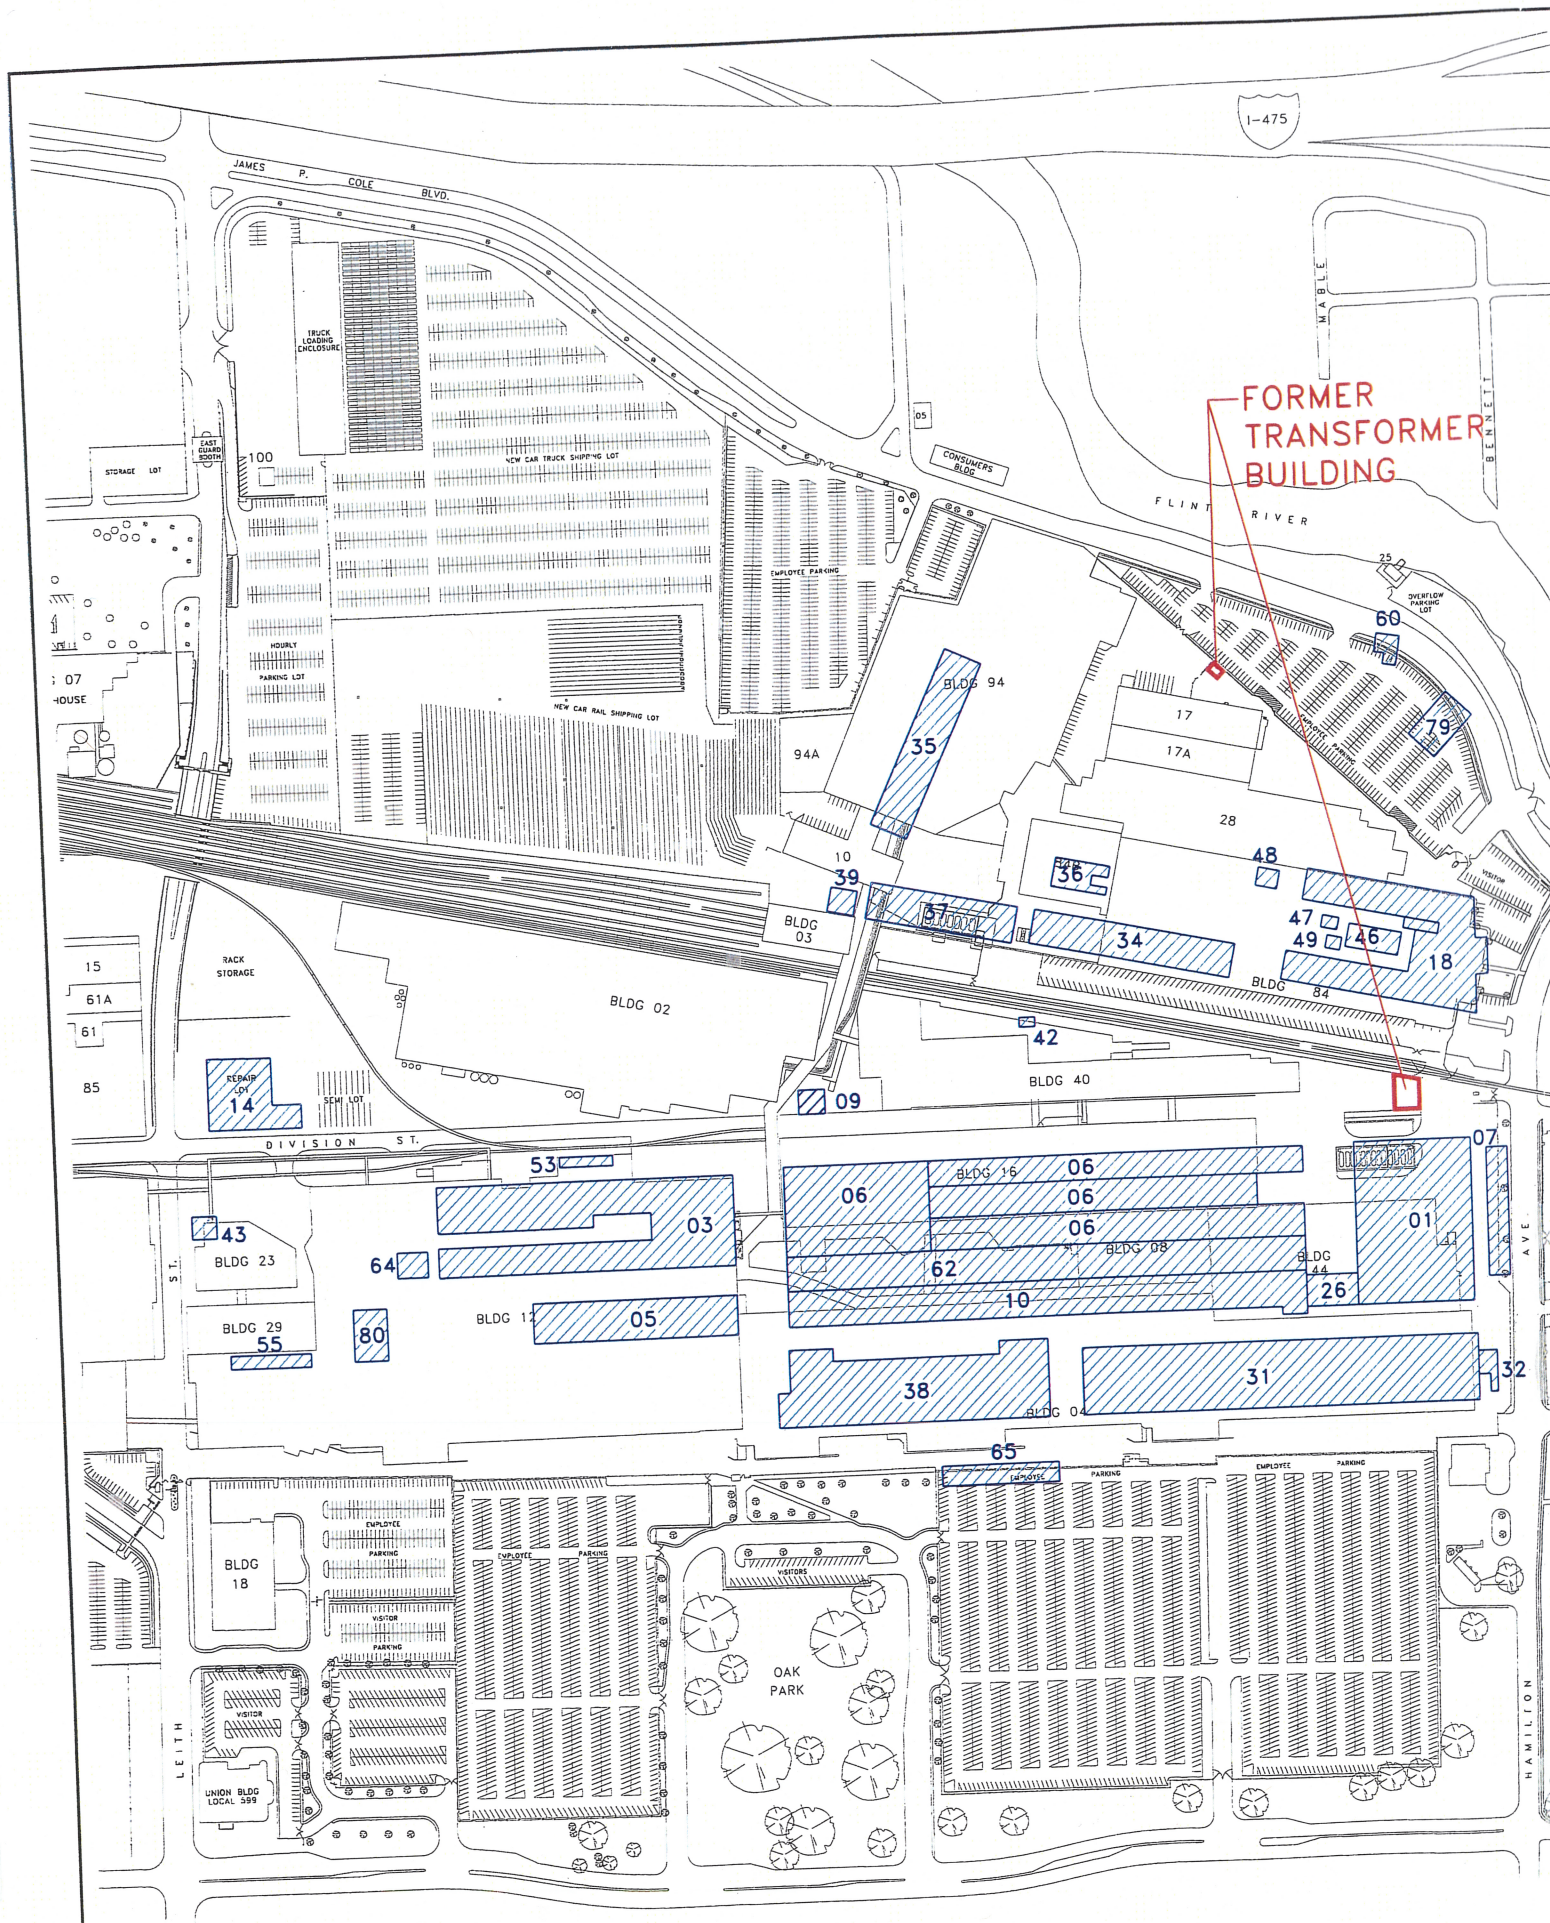 I-475
JAMES P. COLE BLVD.
MABLE
BENNETT
TRUCK
LOADING
ENCLOSURE
FORMER
TRANSFORMER
BUILDING
05
EAST
GUARD
BOOTH
100
STORAGE LOT
NEW CAR TRUCK SHIPPING LOT
CONSUMERS
BLDG
FLINT RIVER
EMPLOYEE PARKING
25
OVERFLOW
PARKING
LOT
60
HOURLY
PARKING LOT
07
HOUSE
NEW CAR RAIL SHIPPING LOT
BLDG 94
35
94A
17
17A
EMPLOYEE PARKING
79
28
10
39
36
48
VISITOR
BLDG
03
37
34
47
49
46
18
BLDG 84
15
61A
61
85
RACK
STORAGE
BLDG 02
42
BLDG 40
REPAIR
LOT
14
SEMI LOT
09
DIVISION ST.
53
07
06
BLDG 16
06
06
06
03
01
43
BLDG 23
64
62
BLDG 08
BLDG
44
26
10
AVE.
ST.
BLDG 29
55
80
BLDG 12
05
38
31
32
BLDG 04
65
EMPLOYEE PARKING
EMPLOYEE PARKING
BLDG
18
EMPLOYEE
PARKING
EMPLOYEE PARKING
VISITORS
VISITOR
PARKING
OAK
PARK
VISITOR
LEITH
HAMILTON
UNION BLDG
LOCAL 599